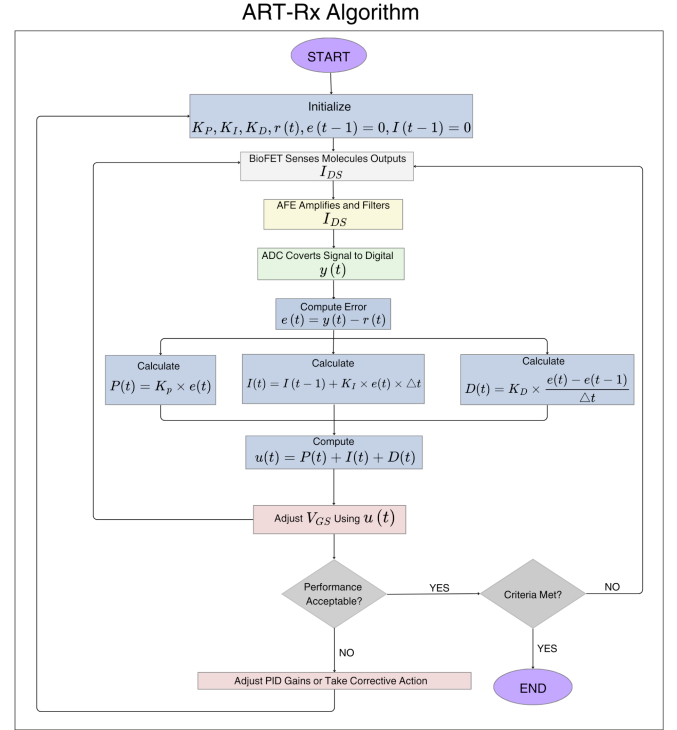 ART-Rx Algorithm
START
Initialize
K_P, K_I, K_D, r(t), e(t−1) = 0, I(t−1) = 0
BioFET Senses Molecules Outputs
I_DS
AFE Amplifies and Filters
I_DS
ADC Coverts Signal to Digital
y(t)
Compute Error
e(t) = y(t) − r(t)
Calculate
P(t) = K_p × e(t)
Calculate
I(t) = I(t−1) + K_I × e(t) × △t
Calculate
D(t) = K_D × (e(t) − e(t−1))/△t
Compute
u(t) = P(t) + I(t) + D(t)
Adjust V_GS Using u(t)
Performance
Acceptable?
YES
Criteria Met?
NO
NO
YES
Adjust PID Gains or Take Corrective Action
END